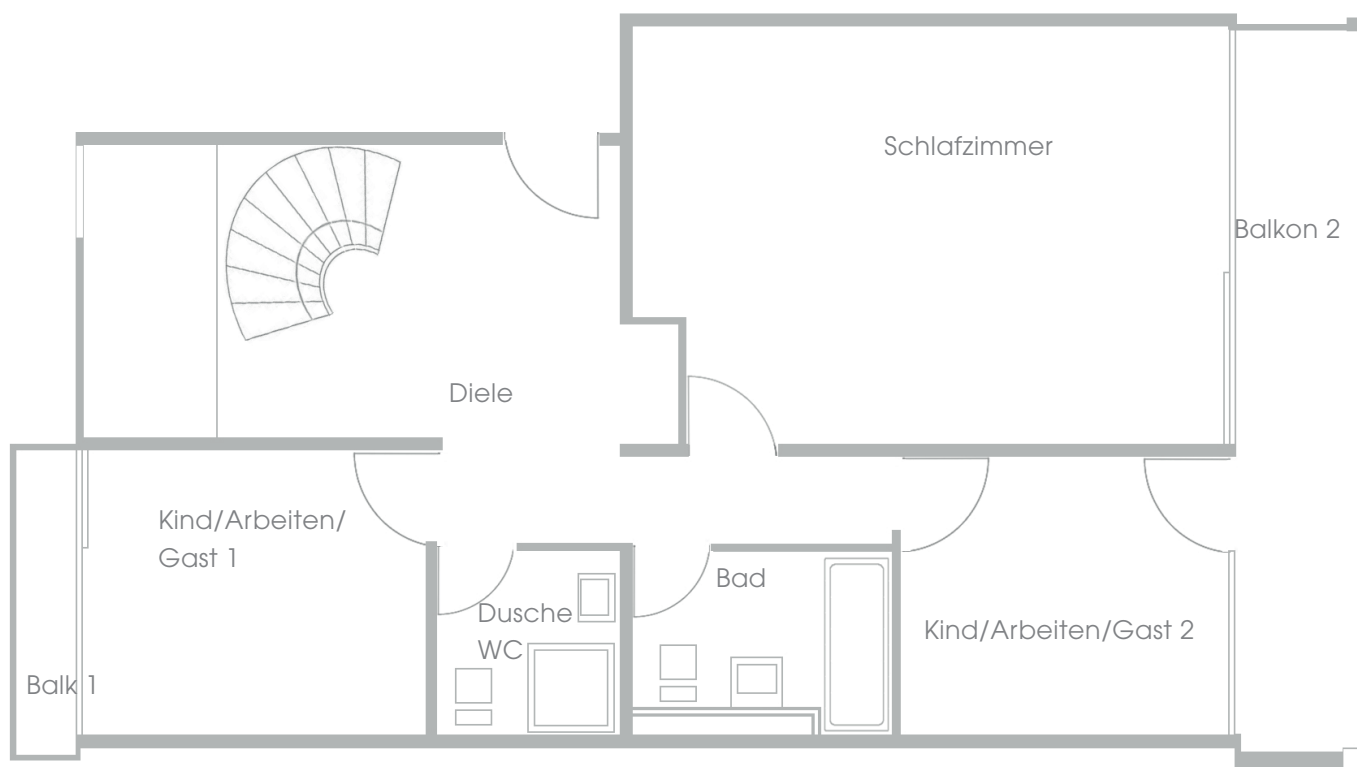 Schlafzimmer
Balkon 2
Diele
Kind/Arbeiten/
Gast 1
Bad
Dusche
WC
Kind/Arbeiten/Gast 2
Balk 1